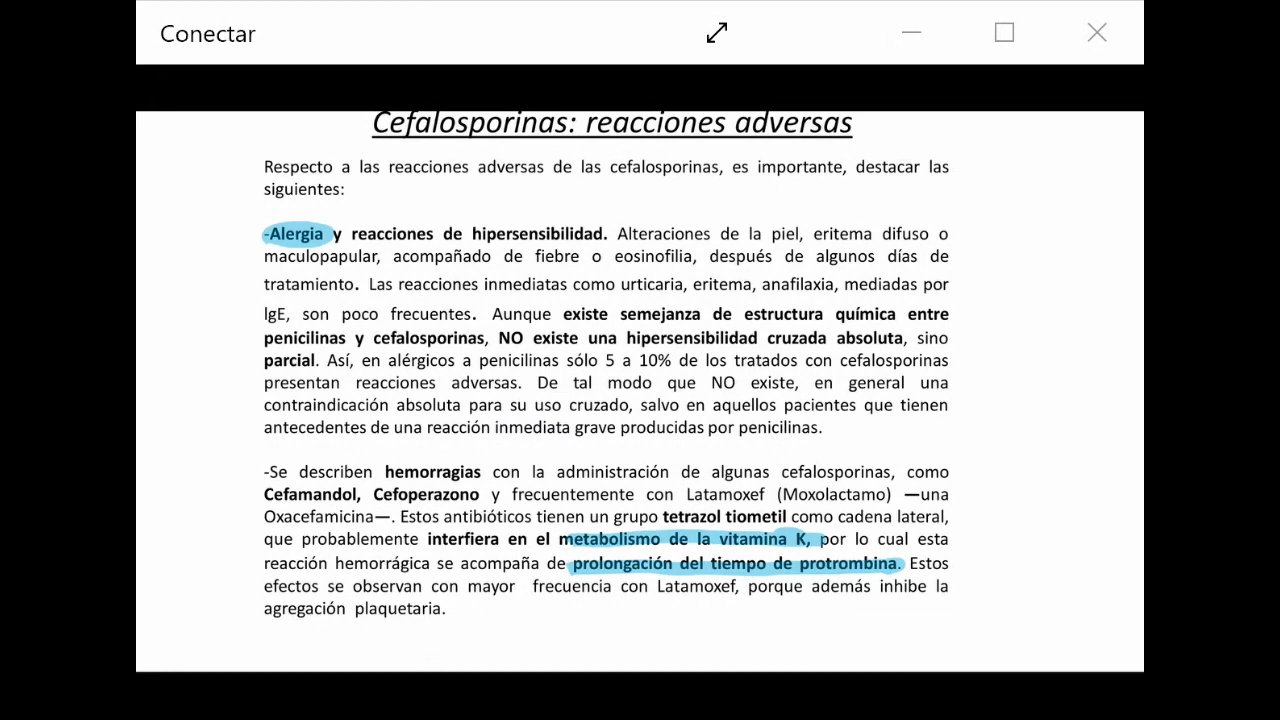 Conectar
Cefalosporinas: reacciones adversas
Respecto a las reacciones adversas de las cefalosporinas, es importante, destacar las
siguientes:
-Alergia y reacciones de hipersensibilidad. Alteraciones de la piel, eritema difuso o
maculopapular, acompañado de fiebre o eosinofilia, después de algunos días de
tratamiento. Las reacciones inmediatas como urticaria, eritema, anafilaxia, mediadas por
lgE, son poco frecuentes. Aunque existe semejanza de estructura química entre
penicilinas y cefalosporinas, NO existe una hipersensibilidad cruzada absoluta, sino
parcial. Así, en alérgicos a penicilinas sólo 5 a 10% de los tratados con cefalosporinas
presentan reacciones adversas. De tal modo que NO existe, en general una
contraindicación absoluta para su uso cruzado, salvo en aquellos pacientes que tienen
antecedentes de una reacción inmediata grave producidas por penicilinas.
-Se describen hemorragias con la administración de algunas cefalosporinas, como
Cefamandol, Cefoperazono y frecuentemente con Latamoxef (Moxolactamo) —una
Oxacefamicina—. Estos antibióticos tienen un grupo tetrazol tiometil como cadena lateral,
que probablemente interfiera en el metabolismo de la vitamina K, por lo cual esta
reacción hemorrágica se acompaña de prolongación del tiempo de protrombina. Estos
efectos se observan con mayor frecuencia con Latamoxef, porque además inhibe la
agregación plaquetaria.